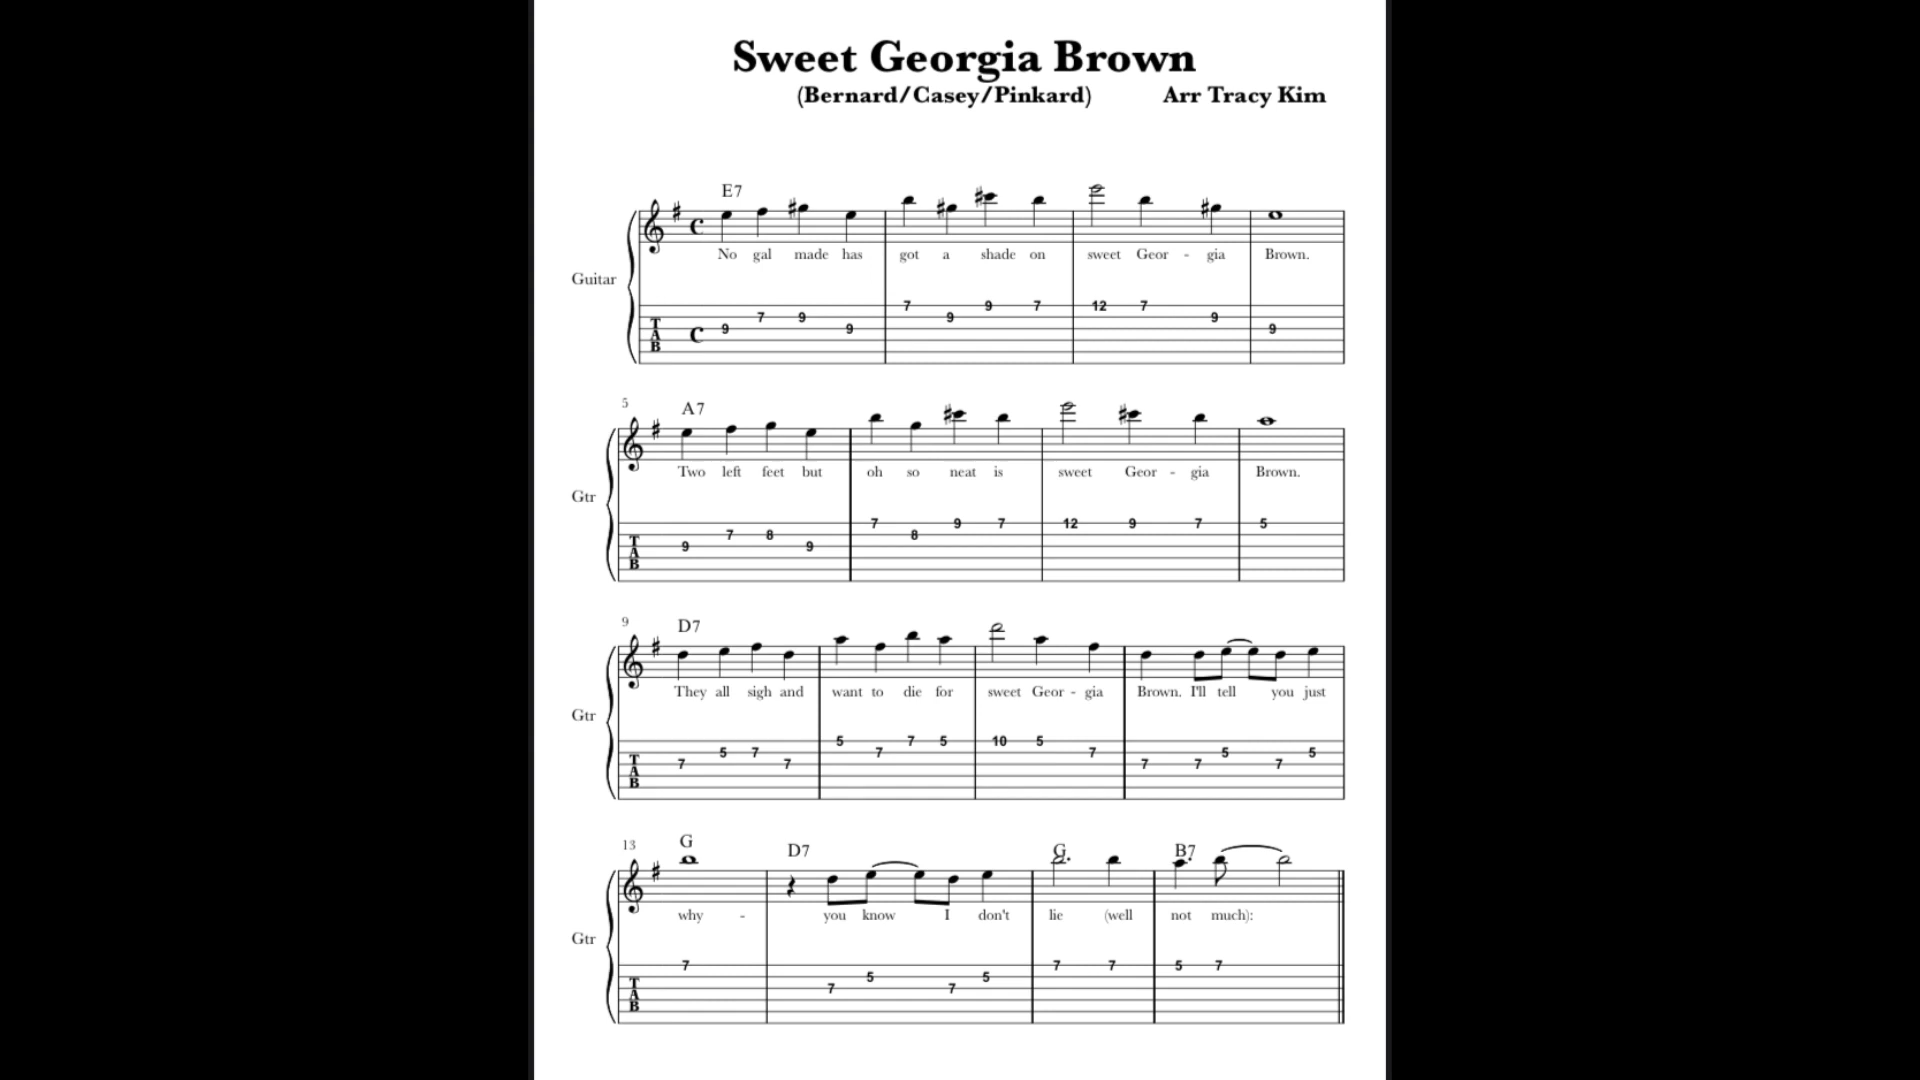 Sweet Georgia Brown
(Bernard/Casey/Pinkard) Arr Tracy Kim
E7
No gal made has got a shade on sweet Geor - gia Brown.
Guitar
7 9 7 12 7
7 9 9 9
9 9 9
T
A
B
5
A7
Two left feet but oh so neat is sweet Geor - gia Brown.
Gtr
7 9 7 12 9 7 5
7 8 8
9 9
T
A
B
9
D7
They all sigh and want to die for sweet Geor - gia Brown. I'll tell you just
Gtr
5 7 5 10 5
5 7 7 7 5 5
7 7 7 7 7
T
A
B
13
G D7 G B7
why - you know I don't lie (well not much):
Gtr
7 7 7 5 7
5 5
7 7
T
A
B